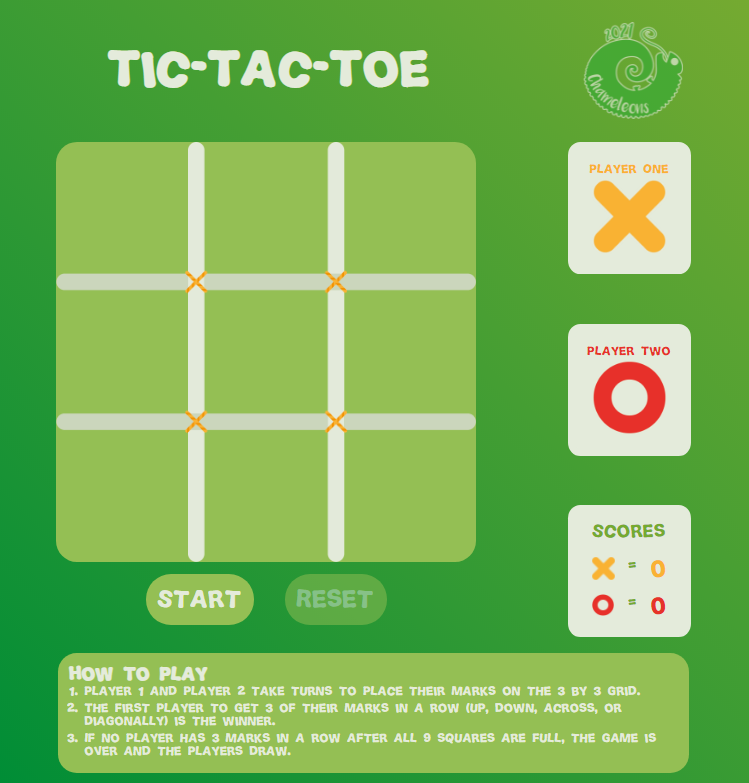 TIC-TAC-TOE
2021
Chameleons
PLAYER ONE
PLAYER TWO
SCORES
= 0
= 0
START
RESET
HOW TO PLAY
1. PLAYER 1 AND PLAYER 2 TAKE TURNS TO PLACE THEIR MARKS ON THE 3 BY 3 GRID.
2. THE FIRST PLAYER TO GET 3 OF THEIR MARKS IN A ROW (UP, DOWN, ACROSS, OR
DIAGONALLY) IS THE WINNER.
3. IF NO PLAYER HAS 3 MARKS IN A ROW AFTER ALL 9 SQUARES ARE FULL, THE GAME IS
OVER AND THE PLAYERS DRAW.